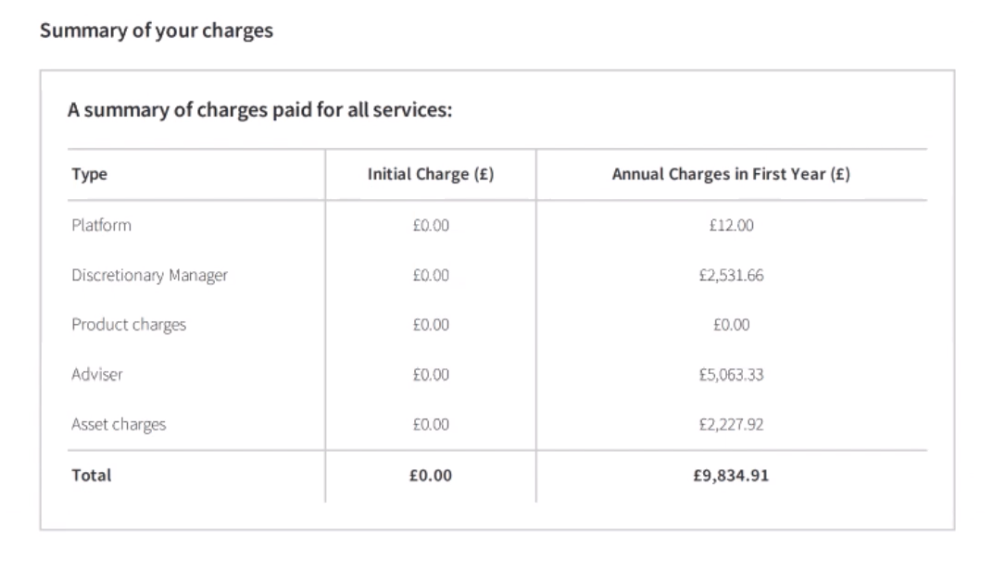 Summary of your charges
A summary of charges paid for all services:
Type Initial Charge (£) Annual Charges in First Year (£)
Platform £0.00 £12.00
Discretionary Manager £0.00 £2,531.66
Product charges £0.00 £0.00
Adviser £0.00 £5,063.33
Asset charges £0.00 £2,227.92
Total £0.00 £9,834.91